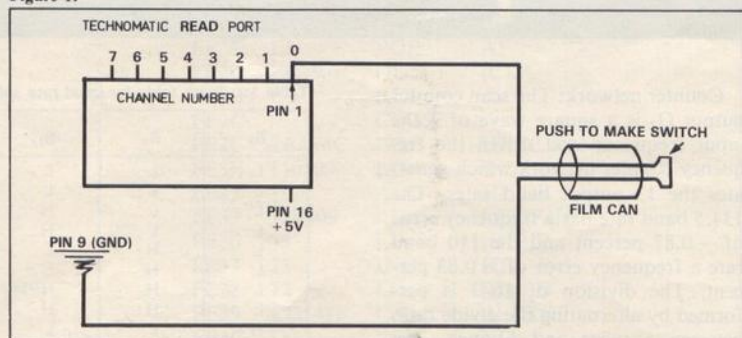 TECHNOMATIC READ PORT
7 6 5 4 3 2 1 0
CHANNEL NUMBER
PIN 1
PUSH TO MAKE SWITCH
FILM CAN
PIN 16
+5V
PIN 9 (GND)